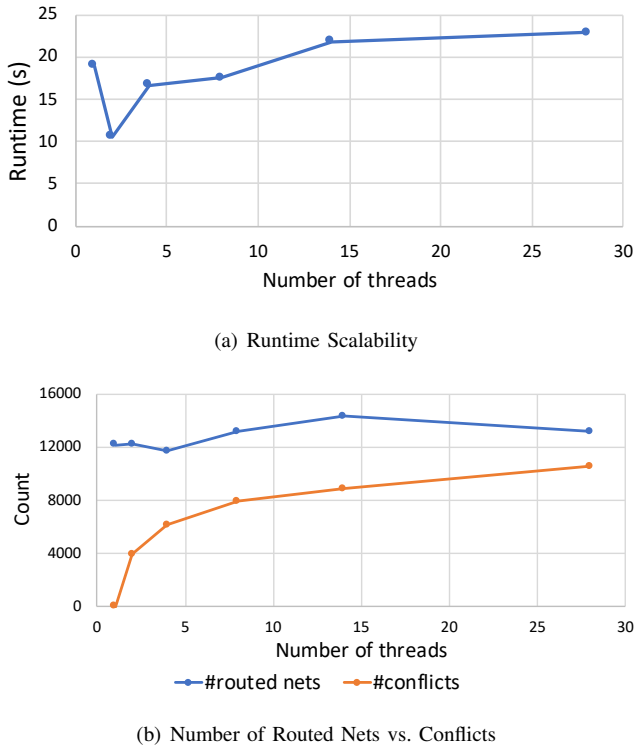 25
20
15
10
5
0
Runtime (s)
0 5 10 15 20 25 30
Number of threads
(a) Runtime Scalability
16000
12000
8000
4000
0
Count
0 5 10 15 20 25 30
Number of threads
#routed nets #conflicts
(b) Number of Routed Nets vs. Conflicts